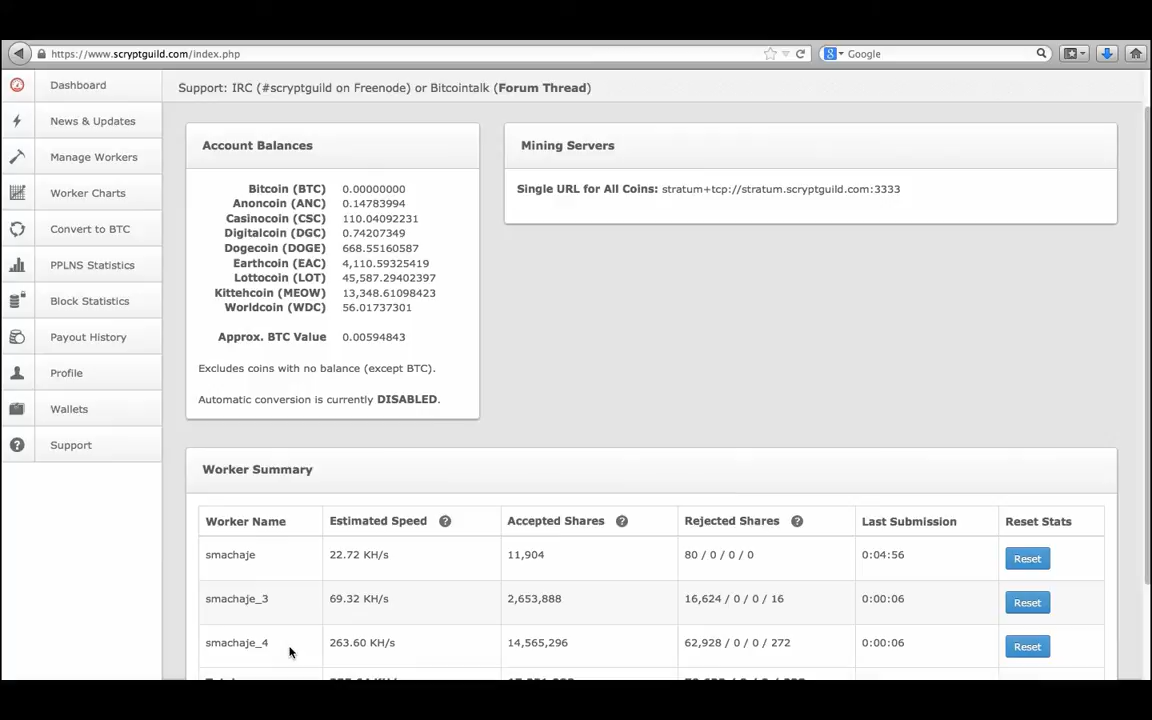 https://www.scryptguild.com/index.php
Google
Dashboard
News & Updates
Manage Workers
Worker Charts
Convert to BTC
PPLNS Statistics
Block Statistics
Payout History
Profile
Wallets
Support
Support: IRC (#scryptguild on Freenode) or Bitcointalk (Forum Thread)
Account Balances
Bitcoin (BTC) 0.00000000
Anoncoin (ANC) 0.14783994
Casinocoin (CSC) 110.04092231
Digitalcoin (DGC) 0.74207349
Dogecoin (DOGE) 668.55160587
Earthcoin (EAC) 4,110.59325419
Lottocoin (LOT) 45,587.29402397
Kittehcoin (MEOW) 13,348.61098423
Worldcoin (WDC) 56.01737301
Approx. BTC Value 0.00594843
Excludes coins with no balance (except BTC).
Automatic conversion is currently DISABLED.
Mining Servers
Single URL for All Coins: stratum+tcp://stratum.scryptguild.com:3333
Worker Summary
Worker Name Estimated Speed ? Accepted Shares ? Rejected Shares ? Last Submission Reset Stats
smachaje 22.72 KH/s 11,904 80 / 0 / 0 / 0 0:04:56 Reset
smachaje_3 69.32 KH/s 2,653,888 16,624 / 0 / 0 / 16 0:00:06 Reset
smachaje_4 263.60 KH/s 14,565,296 62,928 / 0 / 0 / 272 0:00:06 Reset